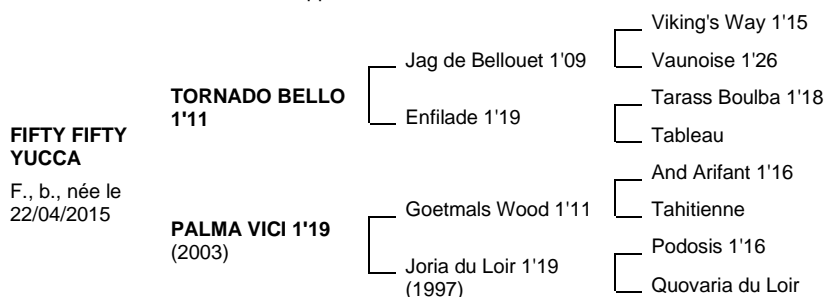 FIFTY FIFTY
YUCCA
F., b., née le
22/04/2015
TORNADO BELLO
1'11
PALMA VICI 1'19
(2003)
Jag de Bellouet 1'09
Enfilade 1'19
Goetmals Wood 1'11
Joria du Loir 1'19
(1997)
Viking's Way 1'15
Vaunoise 1'26
Tarass Boulba 1'18
Tableau
And Arifant 1'16
Tahitienne
Podosis 1'16
Quovaria du Loir